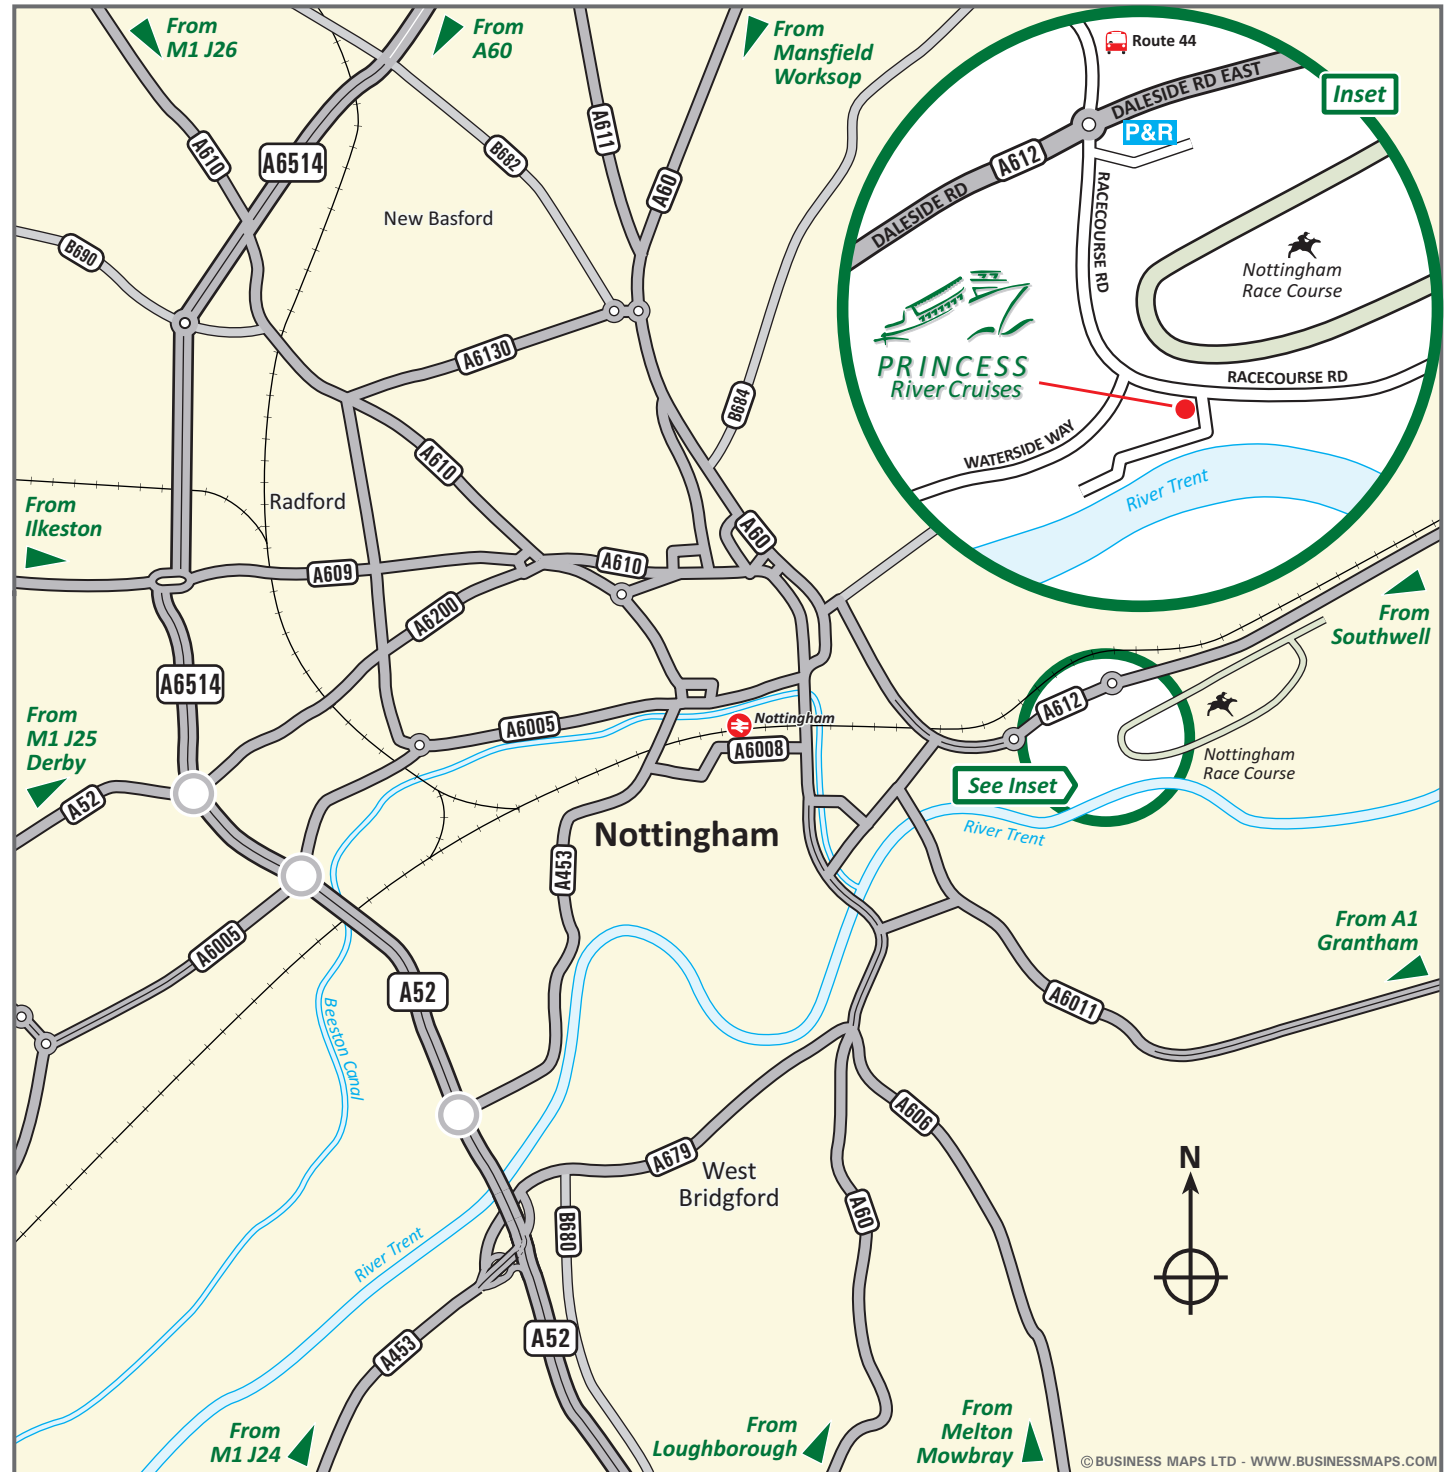 From
M1 J26
From
A60
From
Mansfield
Worksop
Route 44
DALESIDE RD EAST
Inset
P&R
A612
DALESIDE RD
RACECOURSE RD
Nottingham
Race Course
PRINCESS
River Cruises
RACECOURSE RD
WATERSIDE WAY
River Trent
A610
A6514
B682
A611
A60
New Basford
B690
A6130
B684
A610
Radford
From
Ilkeston
A609
A610
A60
A6200
From
Southwell
A6514
A612
From
M1 J25
Derby
A6005
Nottingham
A6008
Nottingham
Race Course
See Inset
A52
River Trent
Nottingham
A453
A6005
From A1
Grantham
A52
A6011
Beeston Canal
A606
A679
West
Bridgford
N
A60
B680
River Trent
A52
A453
From
M1 J24
From
Loughborough
From
Melton
Mowbray
© BUSINESS MAPS LTD - WWW.BUSINESSMAPS.COM